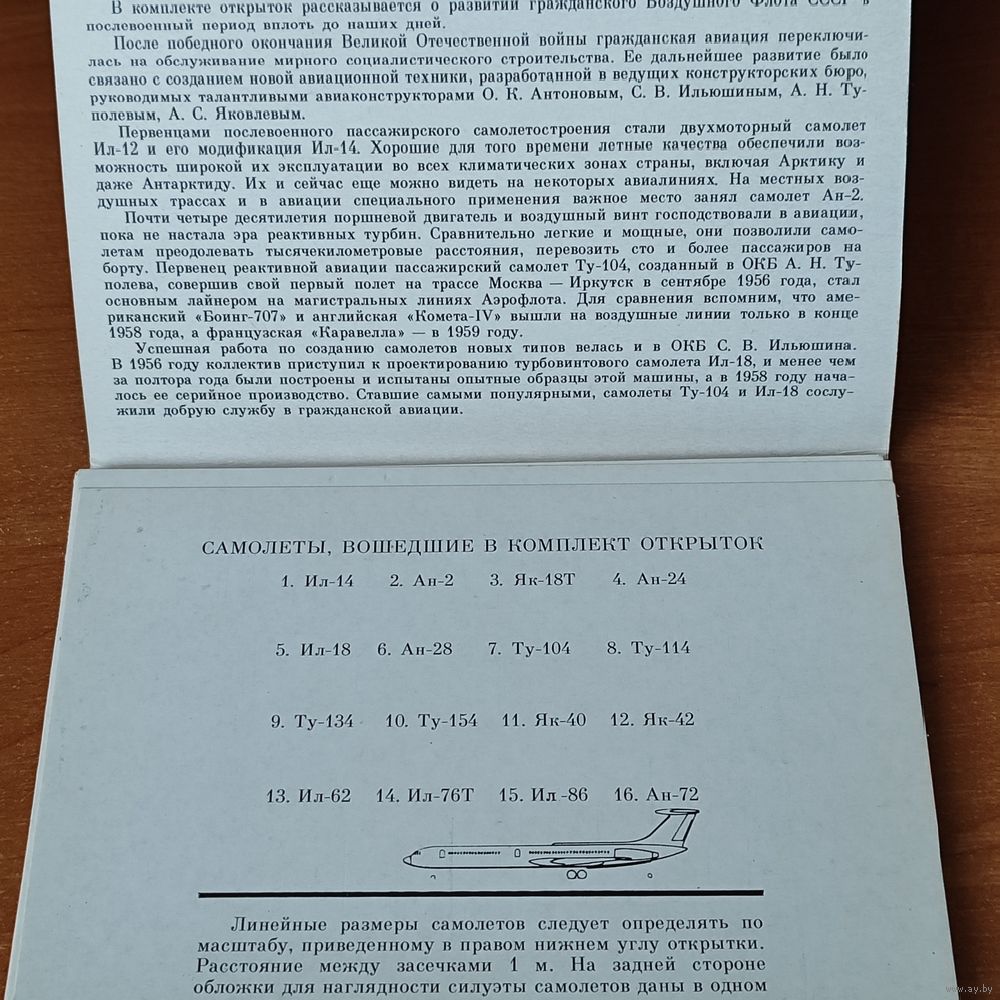 В комплекте открыток рассказывается о развитии гражданского Воздушного Флота СССР в
послевоенный период вплоть до наших дней.
После победного окончания Великой Отечественной войны гражданская авиация переключи-
лась на обслуживание мирного социалистического строительства. Ее дальнейшее развитие было
связано с созданием новой авиационной техники, разработанной в ведущих конструкторских бюро,
руководимых талантливыми авиаконструкторами О. К. Антоновым, С. В. Ильюшиным, А. Н. Ту-
полевым, А. С. Яковлевым.
Первенцами послевоенного пассажирского самолетостроения стали двухмоторный самолет
Ил-12 и его модификация Ил-14. Хорошие для того времени летные качества обеспечили воз-
можность широкой их эксплуатации во всех климатических зонах страны, включая Арктику и
даже Антарктиду. Их и сейчас еще можно видеть на некоторых авиалиниях. На местных воз-
душных трассах и в авиации специального применения важное место занял самолет Ан-2.
Почти четыре десятилетия поршневой двигатель и воздушный винт господствовали в авиации,
пока не настала эра реактивных турбин. Сравнительно легкие и мощные, они позволили само-
летам преодолевать тысячекилометровые расстояния, перевозить сто и более пассажиров на
борту. Первенец реактивной авиации пассажирский самолет Ту-104, созданный в ОКБ А. Н. Ту-
полева, совершив свой первый полет на трассе Москва — Иркутск в сентябре 1956 года, стал
основным лайнером на магистральных линиях Аэрофлота. Для сравнения вспомним, что аме-
риканский «Боинг-707» и английская «Комета-IV» вышли на воздушные линии только в конце
1958 года, а французская «Каравелла» — в 1959 году.
Успешная работа по созданию самолетов новых типов велась и в ОКБ С. В. Ильюшина.
В 1956 году коллектив приступил к проектированию турбовинтового самолета Ил-18, и менее чем
за полтора года были построены и испытаны опытные образцы этой машины, а в 1958 году нача-
лось ее серийное производство. Ставшие самыми популярными, самолеты Ту-104 и Ил-18 сослу-
жили добрую службу в гражданской авиации.
САМОЛЕТЫ, ВОШЕДШИЕ В КОМПЛЕКТ ОТКРЫТОК
1. Ил-14 2. Ан-2 3. Як-18Т 4. Ан-24
5. Ил-18 6. Ан-28 7. Ту-104 8. Ту-114
9. Ту-134 10. Ту-154 11. Як-40 12. Як-42
13. Ил-62 14. Ил-76Т 15. Ил-86 16. Ан-72
Линейные размеры самолетов следует определять по
масштабу, приведенному в правом нижнем углу открытки.
Расстояние между засечками 1 м. На задней стороне
обложки для наглядности силуэты самолетов даны в одном
www.ay.by